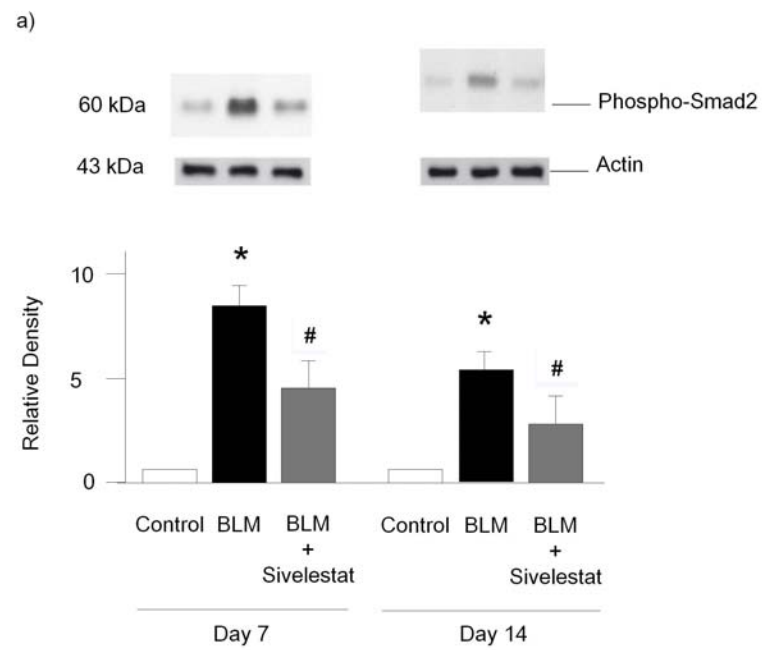 a)
60 kDa
Phospho-Smad2
43 kDa
Actin
Relative Density
10
5
0
*
#
*
#
Control BLM BLM + Sivelestat
Control BLM BLM + Sivelestat
Day 7
Day 14